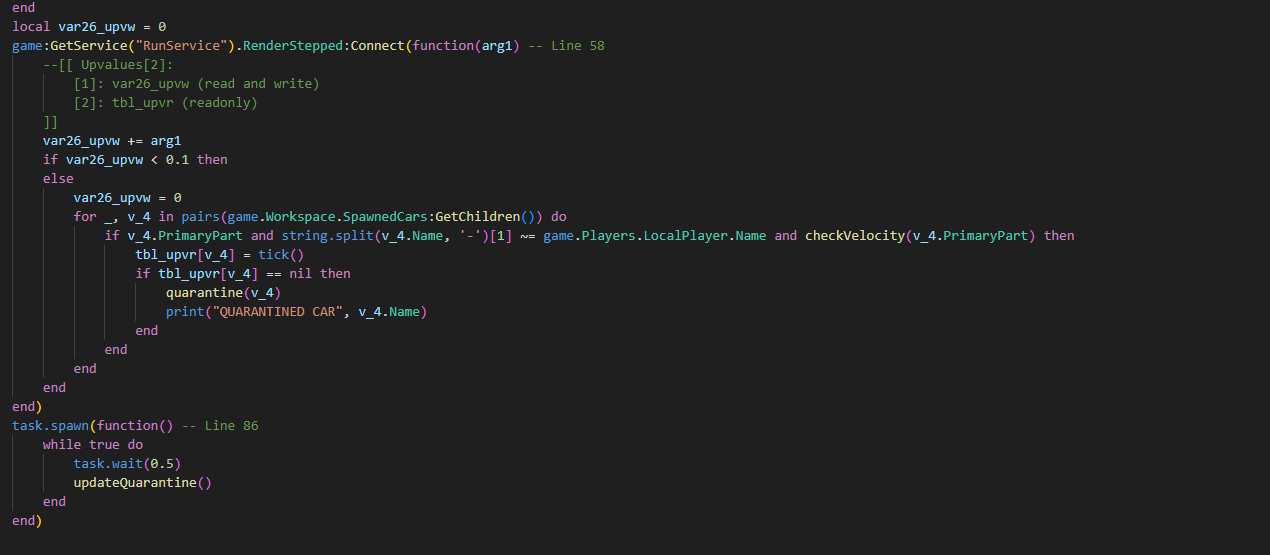 end
local var26_upvw = 0
game:GetService("RunService").RenderStepped:Connect(function(arg1) -- Line 58
    --[[ Upvalues[2]:
        [1]: var26_upvw (read and write)
        [2]: tbl_upvr (readonly)
    ]]
    var26_upvw += arg1
    if var26_upvw < 0.1 then
    else
        var26_upvw = 0
        for _, v_4 in pairs(game.Workspace.SpawnedCars:GetChildren()) do
            if v_4.PrimaryPart and string.split(v_4.Name, '-')[1] ~= game.Players.LocalPlayer.Name and checkVelocity(v_4.PrimaryPart) then
                tbl_upvr[v_4] = tick()
                if tbl_upvr[v_4] == nil then
                    quarantine(v_4)
                    print("QUARANTINED CAR", v_4.Name)
                end
            end
        end
    end
end)
task.spawn(function() -- Line 86
    while true do
        task.wait(0.5)
        updateQuarantine()
    end
end)